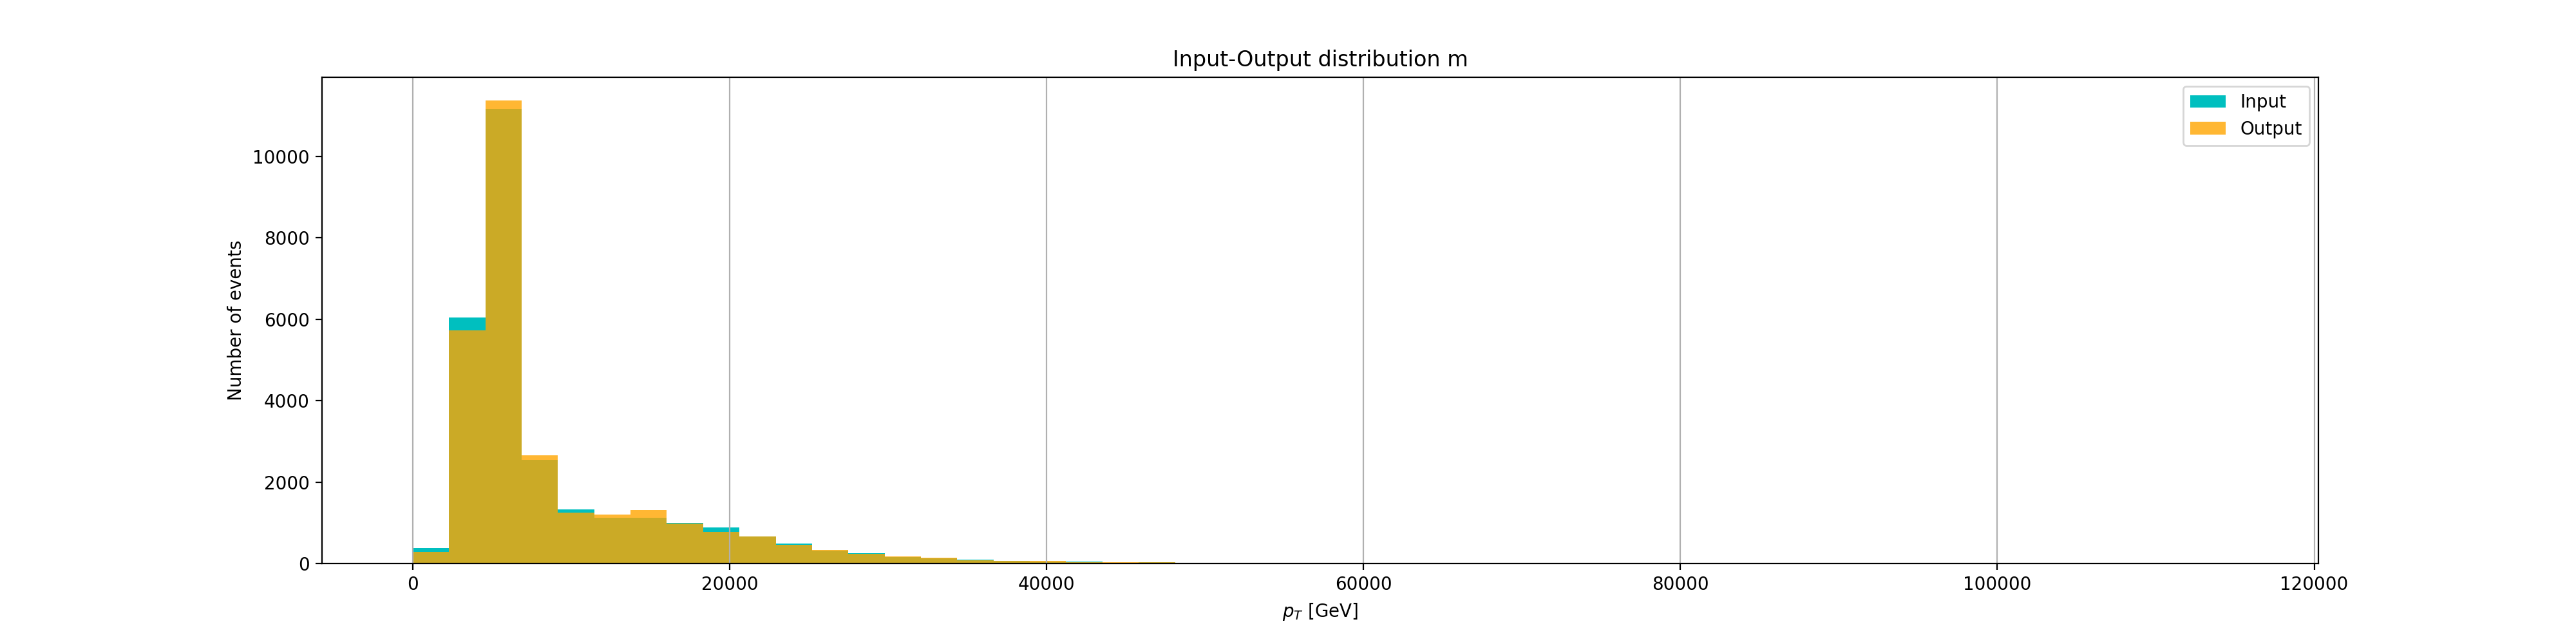 Input-Output distribution m
Input
Output
Number of events
10000
8000
6000
4000
2000
0
0 20000 40000 60000 80000 100000 120000
p_T [GeV]